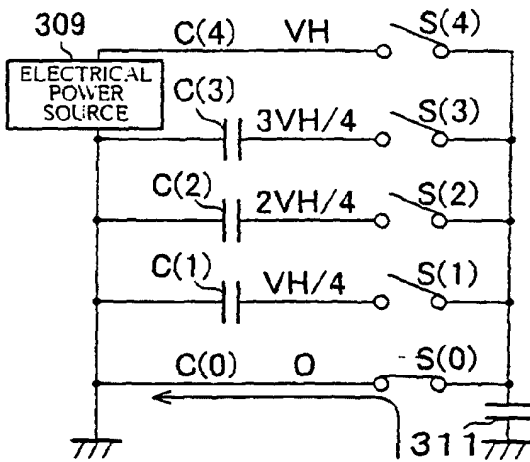 309
C(4) VH S(4)
ELECTRICAL
POWER
SOURCE
C(3) 3VH/4 S(3)
C(2) 2VH/4 S(2)
C(1) VH/4 S(1)
C(0) 0 S(0)
311